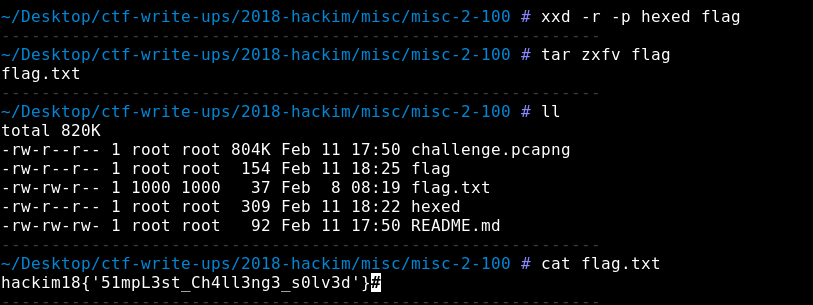 ~/Desktop/ctf-write-ups/2018-hackim/misc/misc-2-100 # xxd -r -p hexed flag
------------------------------------------------------------
~/Desktop/ctf-write-ups/2018-hackim/misc/misc-2-100 # tar zxfv flag
flag.txt
------------------------------------------------------------
~/Desktop/ctf-write-ups/2018-hackim/misc/misc-2-100 # ll
total 820K
-rw-r--r-- 1 root root 804K Feb 11 17:50 challenge.pcapng
-rw-r--r-- 1 root root  154 Feb 11 18:25 flag
-rw-rw-r-- 1 1000 1000   37 Feb  8 08:19 flag.txt
-rw-r--r-- 1 root root  309 Feb 11 18:22 hexed
-rw-rw-rw- 1 root root   92 Feb 11 17:50 README.md
------------------------------------------------------------
~/Desktop/ctf-write-ups/2018-hackim/misc/misc-2-100 # cat flag.txt
hackim18{'51mpL3st_Ch4ll3ng3_s0lv3d'}#
------------------------------------------------------------